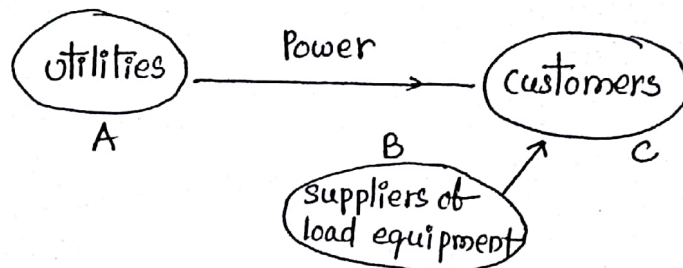 Power
utilities
customers
A
B
C
suppliers of
load equipment